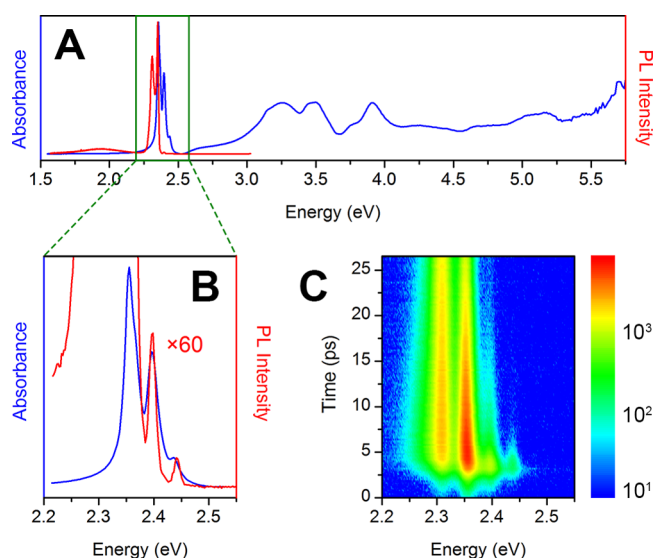 A
Absorbance
PL Intensity
1.5 2.0 2.5 3.0 3.5 4.0 4.5 5.0 5.5
Energy (eV)
B
×60
Absorbance
PL Intensity
2.2 2.3 2.4 2.5
Energy (eV)
C
Time (ps)
25
20
15
10
5
0
2.2 2.3 2.4 2.5
Energy (eV)
10³
10²
10¹